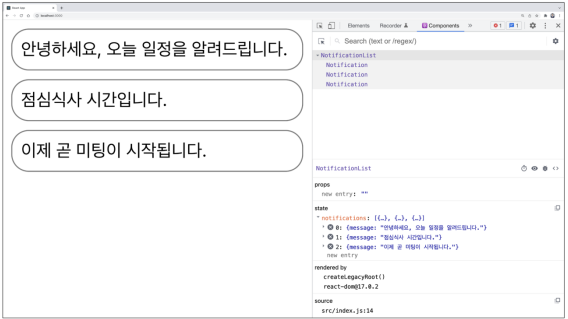 React App
localhost:3000
안녕하세요, 오늘 일정을 알려드립니다.
점심식사 시간입니다.
이제 곧 미팅이 시작됩니다.
Elements Recorder Components » 1 1
Search (text or /regex/)
NotificationList
Notification
Notification
Notification
NotificationList
props
new entry: ""
state
notifications: [{…}, {…}, {…}]
0: {message: "안녕하세요, 오늘 일정을 알려드립니다."}
1: {message: "점심식사 시간입니다."}
2: {message: "이제 곧 미팅이 시작됩니다."}
new entry
rendered by
createLegacyRoot()
react-dom@17.0.2
source
src/index.js:14